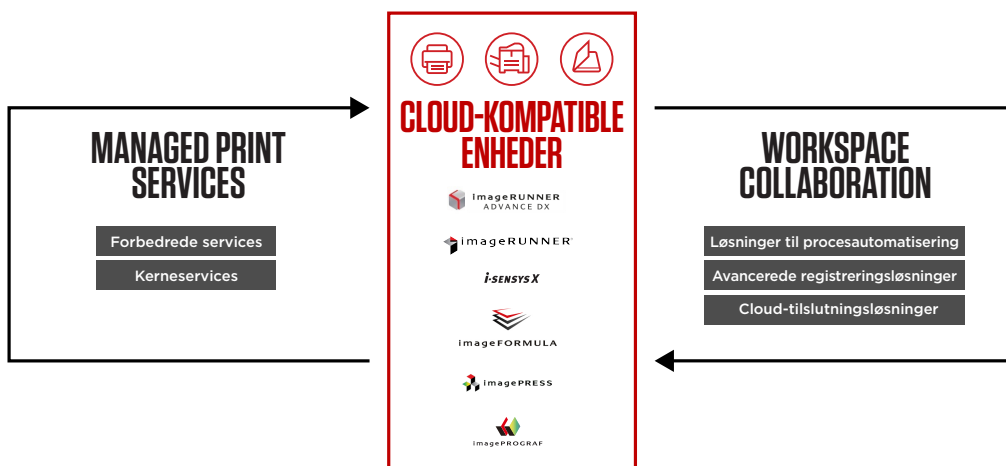 MANAGED PRINT
SERVICES
Forbedrede services
Kerneservices
CLOUD-KOMPATIBLE
ENHEDER
imageRUNNER
ADVANCE DX
imageRUNNER
i-SENSYS X
imageFORMULA
imagePRESS
imagePROGRAF
WORKSPACE
COLLABORATION
Løsninger til procesautomatisering
Avancerede registreringsløsninger
Cloud-tilslutningsløsninger